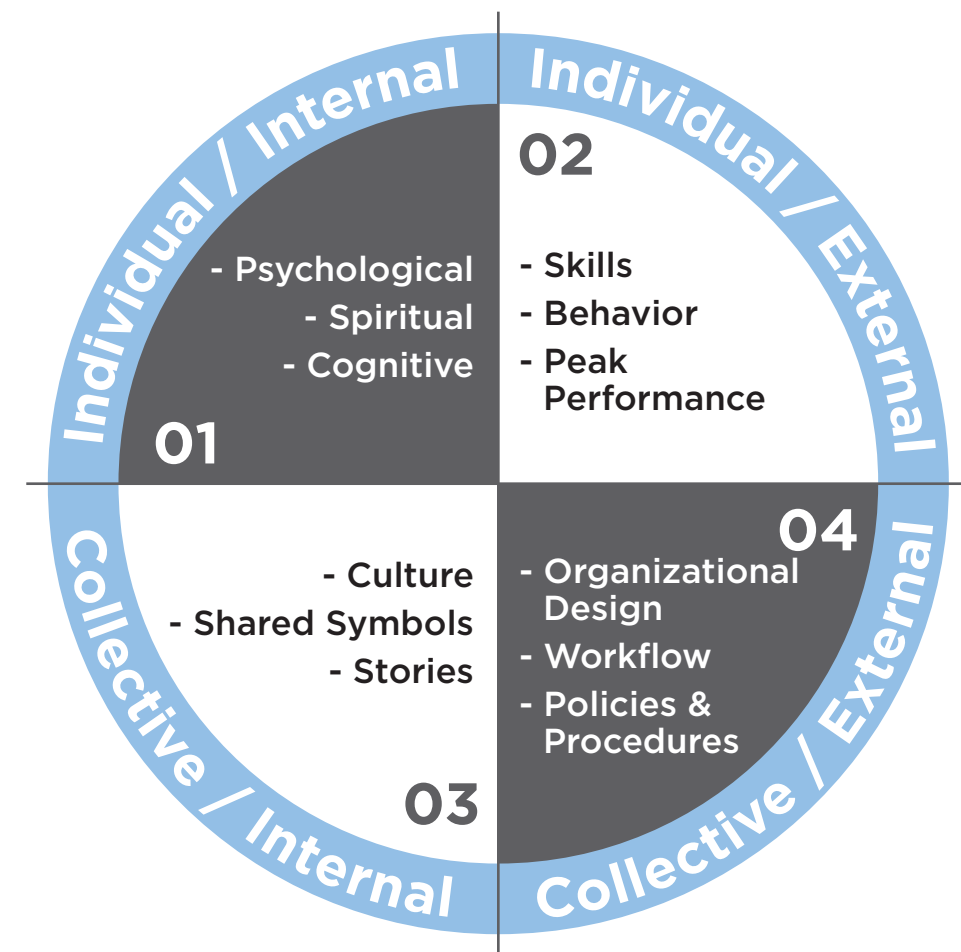 Individual / Internal
- Psychological
- Spiritual
- Cognitive
01
Individual / External
02
- Skills
- Behavior
- Peak
Performance
Collective / Internal
- Culture
- Shared Symbols
- Stories
03
Collective / External
04
- Organizational
Design
- Workflow
- Policies &
Procedures